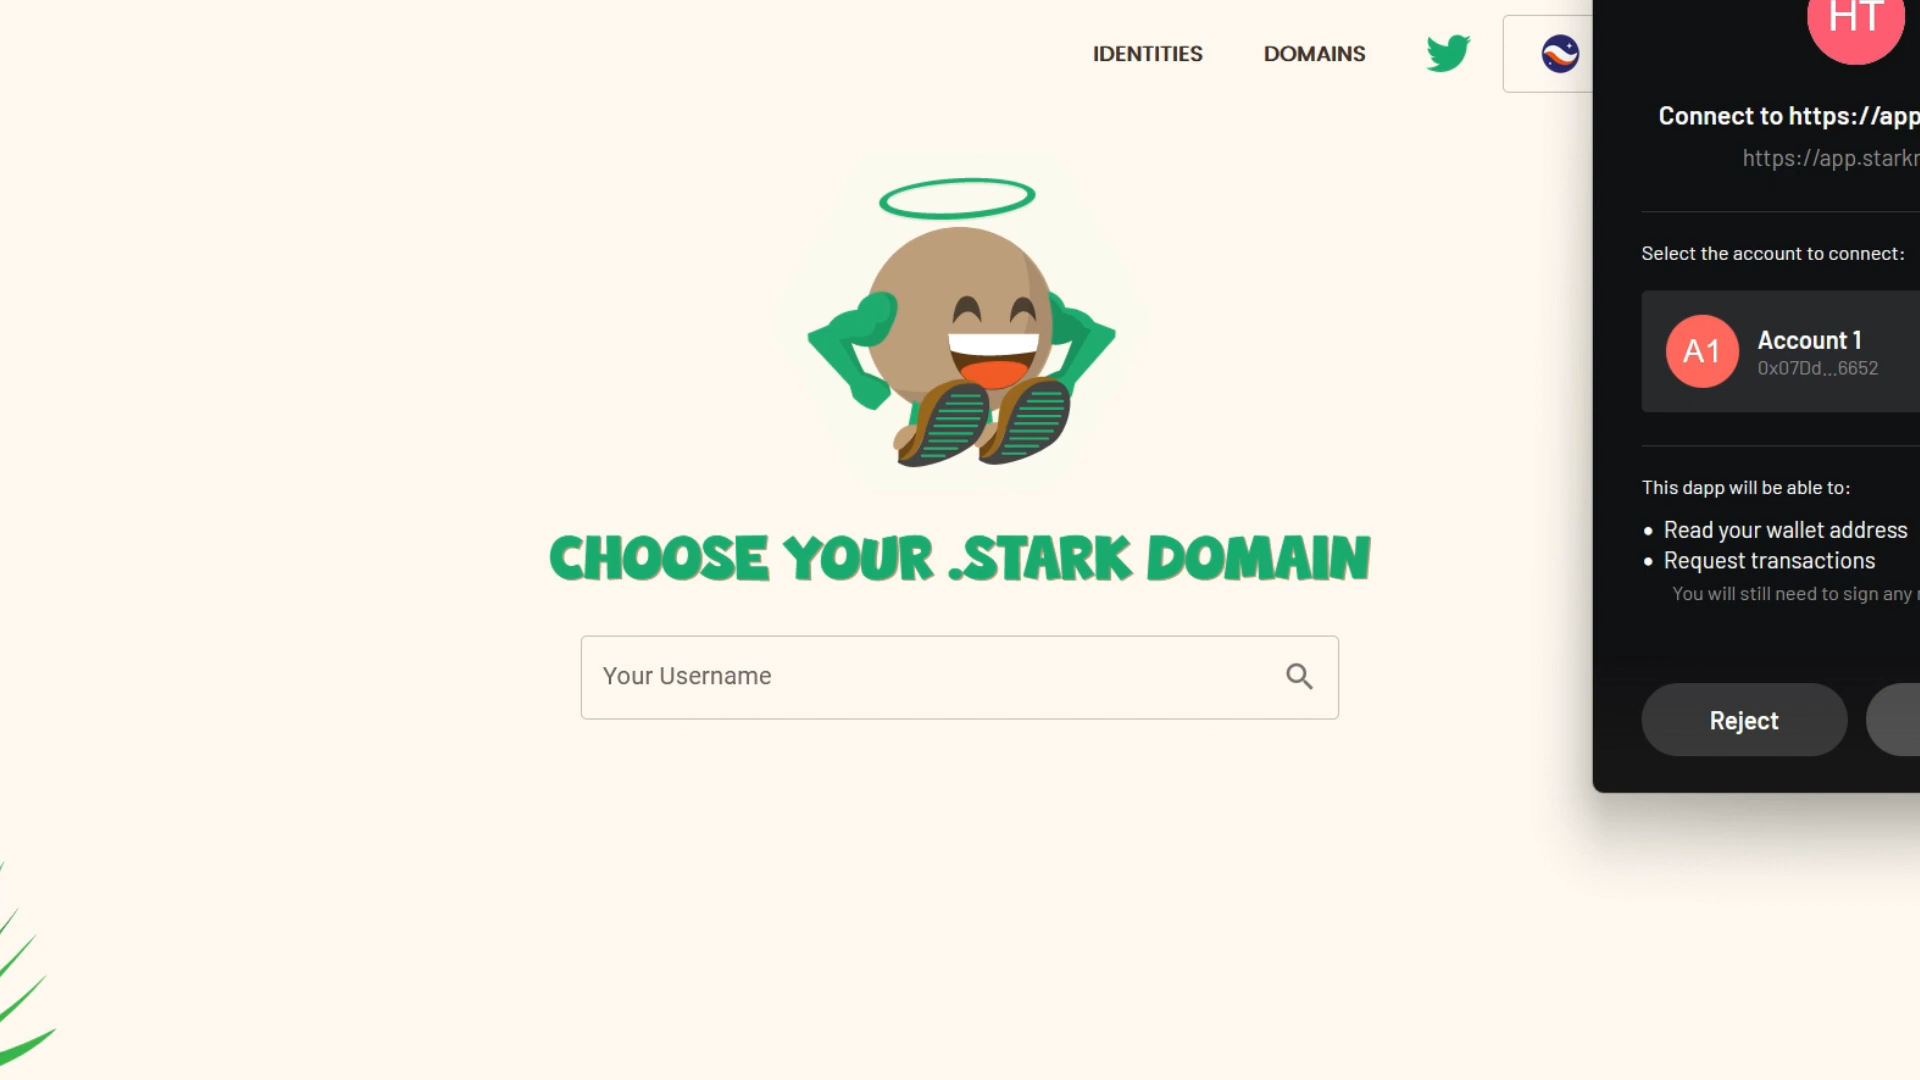 IDENTITIES
DOMAINS
CHOOSE YOUR .STARK DOMAIN
Your Username
HT
Connect to https://app
https://app.stark
Select the account to connect:
A1
Account 1
0x07Dd...6652
This dapp will be able to:
• Read your wallet address
• Request transactions
You will still need to sign any
Reject